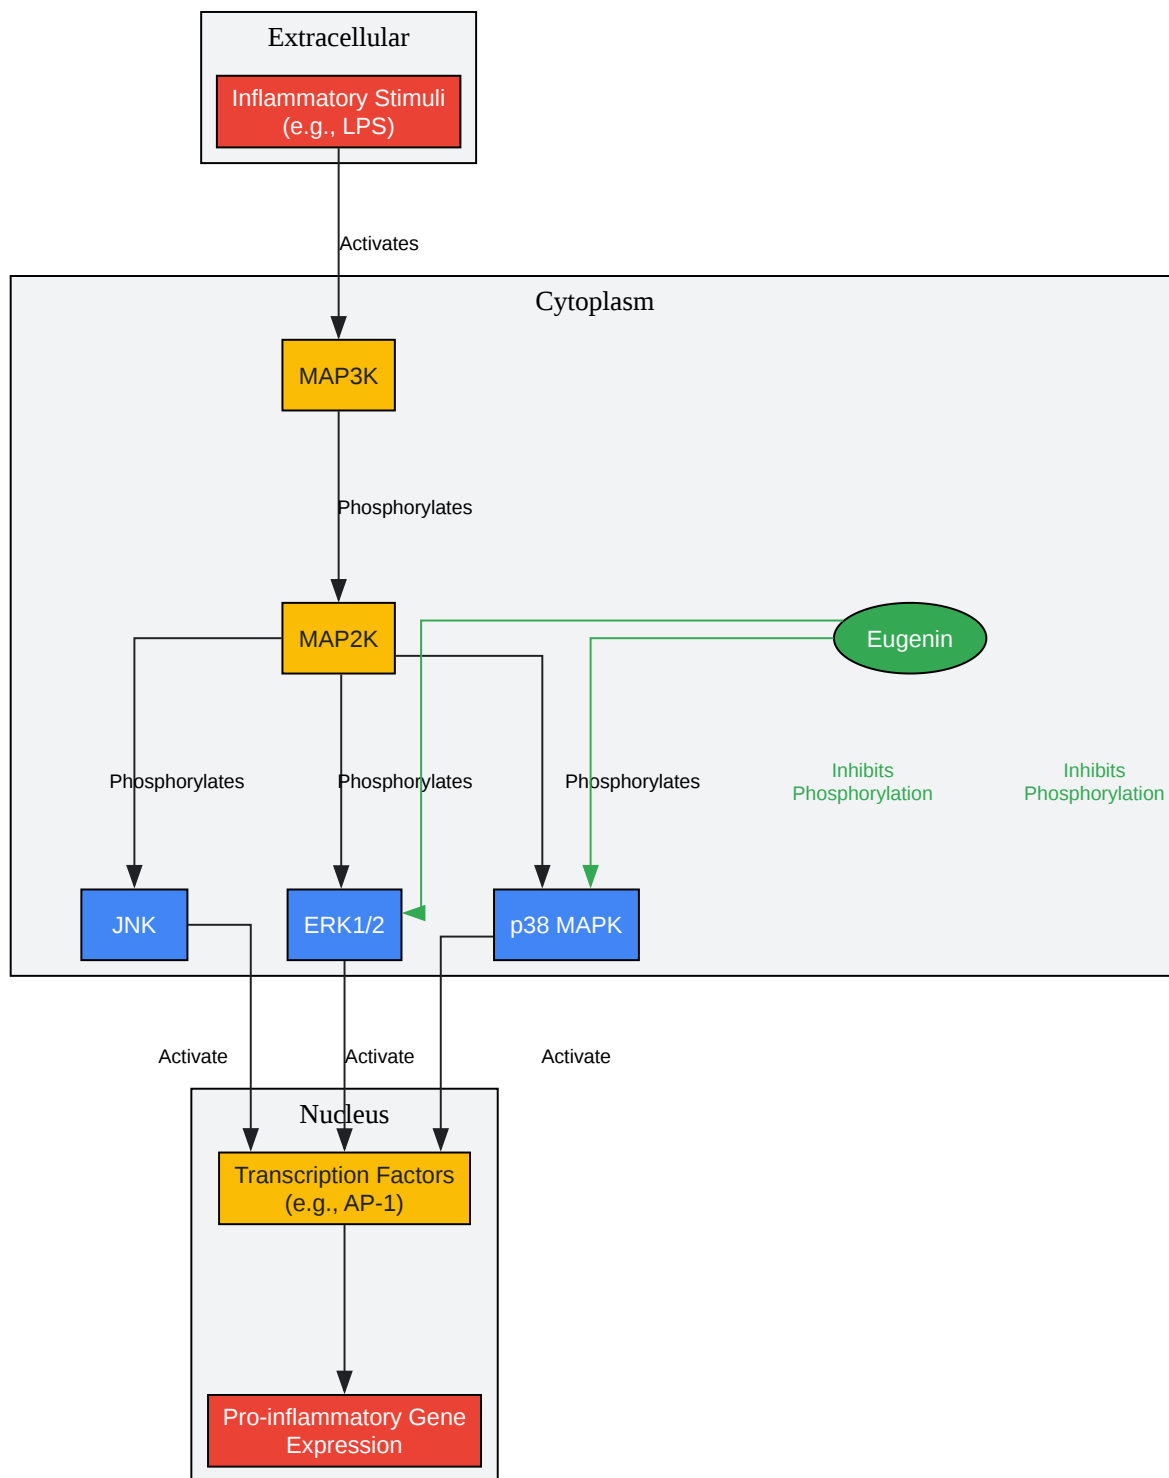 Extracellular
Inflammatory Stimuli
(e.g., LPS)
Activates
Cytoplasm
MAP3K
Phosphorylates
MAP2K
Eugenin
Phosphorylates
Phosphorylates
Phosphorylates
Inhibits
Phosphorylation
Inhibits
Phosphorylation
JNK
ERK1/2
p38 MAPK
Activate
Activate
Activate
Nucleus
Transcription Factors
(e.g., AP-1)
Pro-inflammatory Gene
Expression